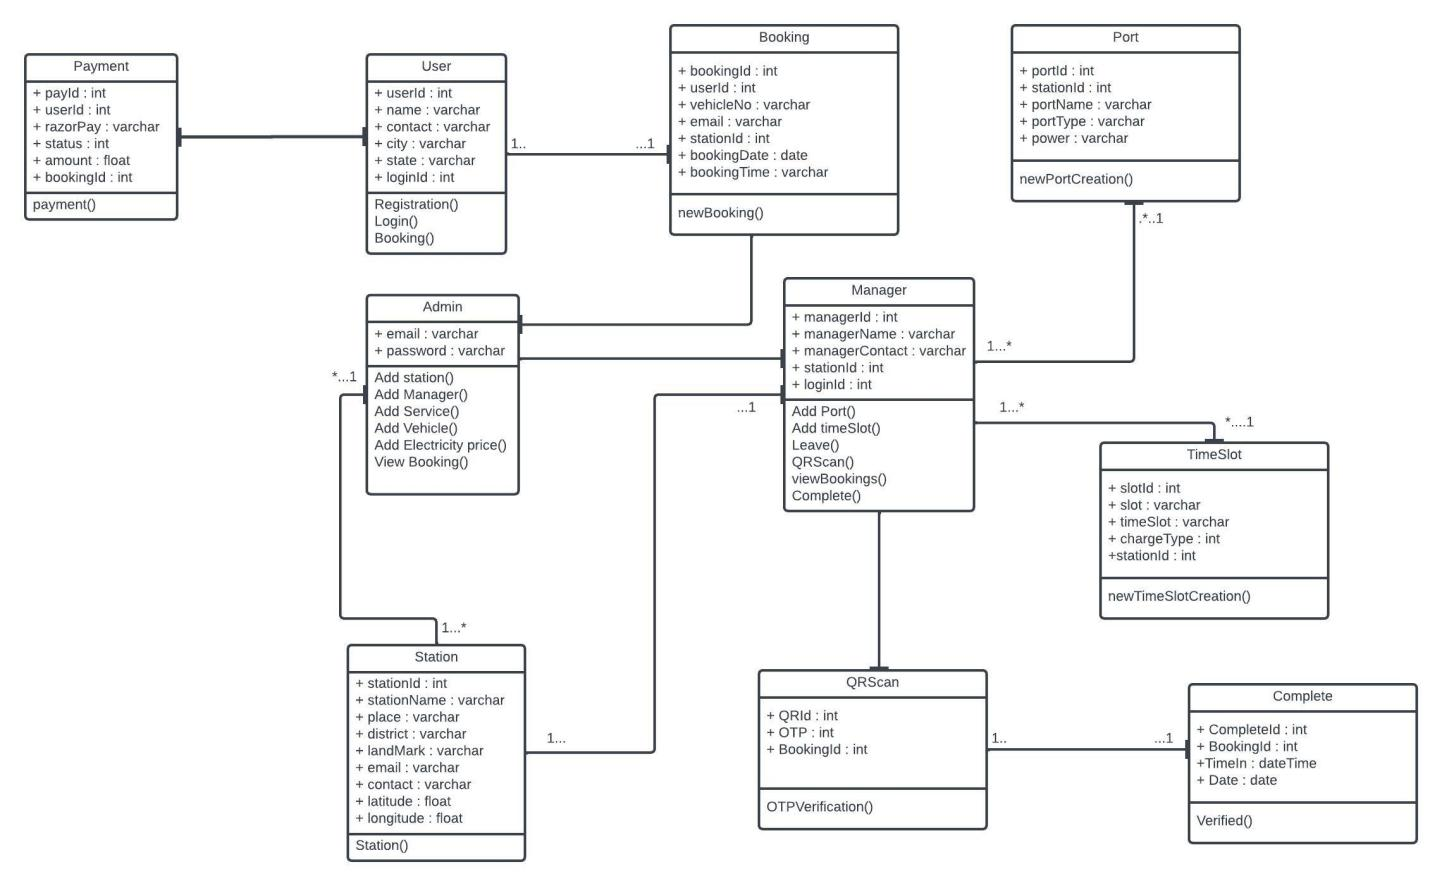 Payment
+ payId : int
+ userId : int
+ razorPay : varchar
+ status : int
+ amount : float
+ bookingId : int
payment()
User
+ userId : int
+ name : varchar
+ contact : varchar
+ city : varchar
+ state : varchar
+ loginId : int
Registration()
Login()
Booking()
1..
...1
Booking
+ bookingId : int
+ userId : int
+ vehicleNo : varchar
+ email : varchar
+ stationId : int
+ bookingDate : date
+ bookingTime : varchar
newBooking()
Port
+ portId : int
+ stationId : int
+ portName : varchar
+ portType : varchar
+ power : varchar
newPortCreation()
.*..1
Admin
+ email : varchar
+ password : varchar
Add station()
Add Manager()
Add Service()
Add Vehicle()
Add Electricity price()
View Booking()
*...1
Manager
+ managerId : int
+ managerName : varchar
+ managerContact : varchar
+ stationId : int
+ loginId : int
Add Port()
Add timeSlot()
Leave()
QRScan()
viewBookings()
Complete()
1...*
...1
1...*
*....1
TimeSlot
+ slotId : int
+ slot : varchar
+ timeSlot : varchar
+ chargeType : int
+stationId : int
newTimeSlotCreation()
1...*
Station
+ stationId : int
+ stationName : varchar
+ place : varchar
+ district : varchar
+ landMark : varchar
+ email : varchar
+ contact : varchar
+ latitude : float
+ longitude : float
Station()
1...
QRScan
+ QRId : int
+ OTP : int
+ BookingId : int
OTPVerification()
1..
...1
Complete
+ CompleteId : int
+ BookingId : int
+TimeIn : dateTime
+ Date : date
Verified()